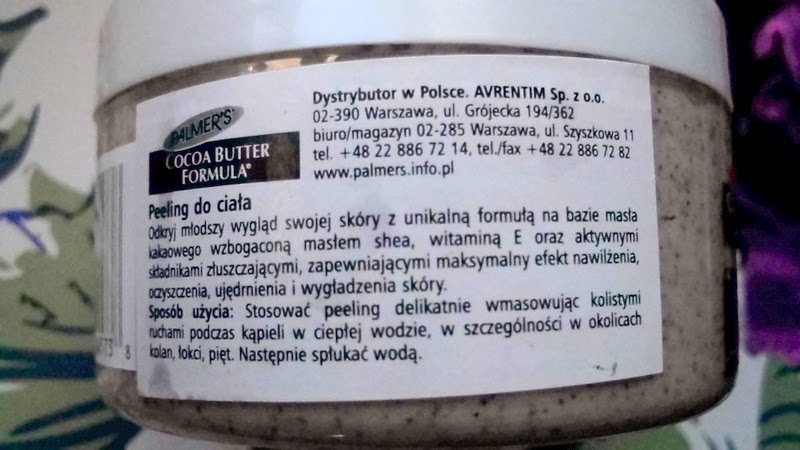 PALMER'S
COCOA BUTTER
FORMULA®
Dystrybutor w Polsce. AVRENTIM Sp. z o.o.
02-390 Warszawa, ul. Grójecka 194/362
biuro/magazyn 02-285 Warszawa, ul. Szyszkowa 11
tel. +48 22 886 72 14, tel./fax +48 22 886 72 82
www.palmers.info.pl
Peeling do ciała
Odkryj młodszy wygląd swojej skóry z unikalną formułą na bazie masła
kakaowego wzbogaconą masłem shea, witaminą E oraz aktywnymi
składnikami złuszczającymi, zapewniającymi maksymalny efekt nawilżenia,
oczyszczenia, ujędrnienia i wygładzenia skóry.
Sposób użycia: Stosować peeling delikatnie wmasowując kolistymi
ruchami podczas kąpieli w ciepłej wodzie, w szczególności w okolicach
kolan, łokci, pięt. Następnie spłukać wodą.